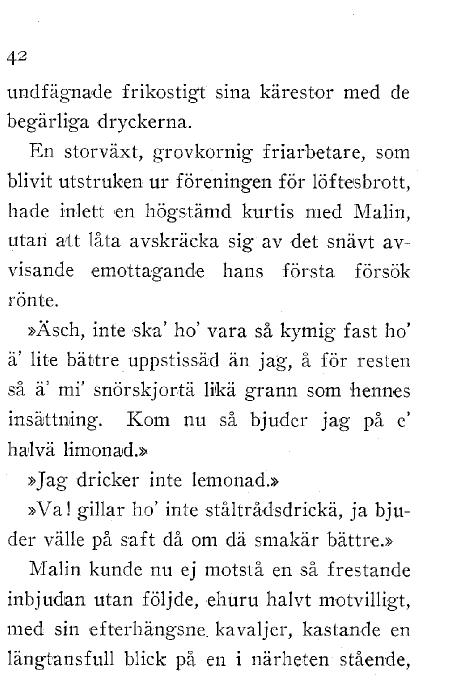 42
undfägnade frikostigt sina kärestor med de
begärliga dryckerna.
En storväxt, grovkornig friarbetare, som
blivit utstruken ur föreningen för löftesbrott,
hade inlett en högstämd kurtis med Malin,
utan att låta avskräcka sig av det snävt av-
visande emottagande hans första försök
rönte.
»Äsch, inte ska' ho' vara så kymig fast ho'
ä' lite bättre uppstissäd än jag, å för resten
så ä' mi' snörskjortä likä grann som hennes
insättning. Kom nu så bjuder jag på e'
halvä limonad.»
»Jag dricker inte lemonad.»
»Va! gillar ho' inte ståltrådsdrickä, ja bju-
der välle på saft då om dä smakär bättre.»
Malin kunde nu ej motstå en så frestande
inbjudan utan följde, ehuru halvt motvilligt,
med sin efterhängsne. kavaljer, kastande en
längtansfull blick på en i närheten stående,